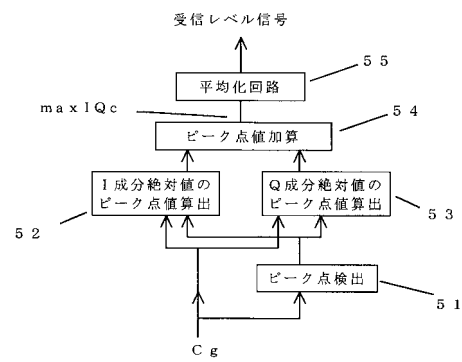 受信レベル信号
５５
平均化回路
ｍａｘＩＱｃ
５４
ピーク点値加算
Ｉ成分絶対値の
ピーク点値算出
Ｑ成分絶対値の
ピーク点値算出
５２
５３
ピーク点検出
５１
Ｃｇ